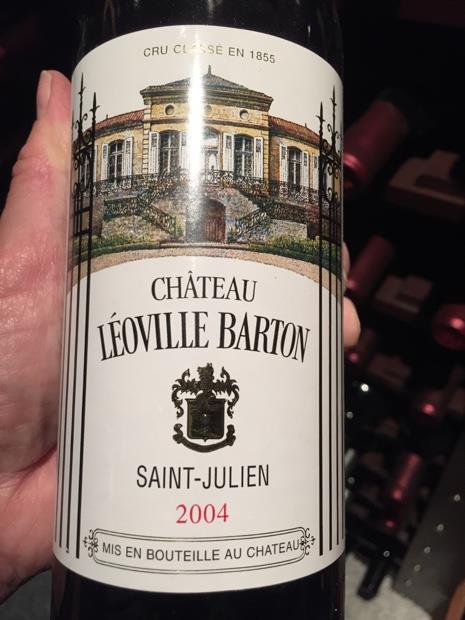 CRU CLASSÉ EN 1855
CHÂTEAU
LÉOVILLE BARTON
SAINT-JULIEN
2004
MIS EN BOUTEILLE AU CHATEAU